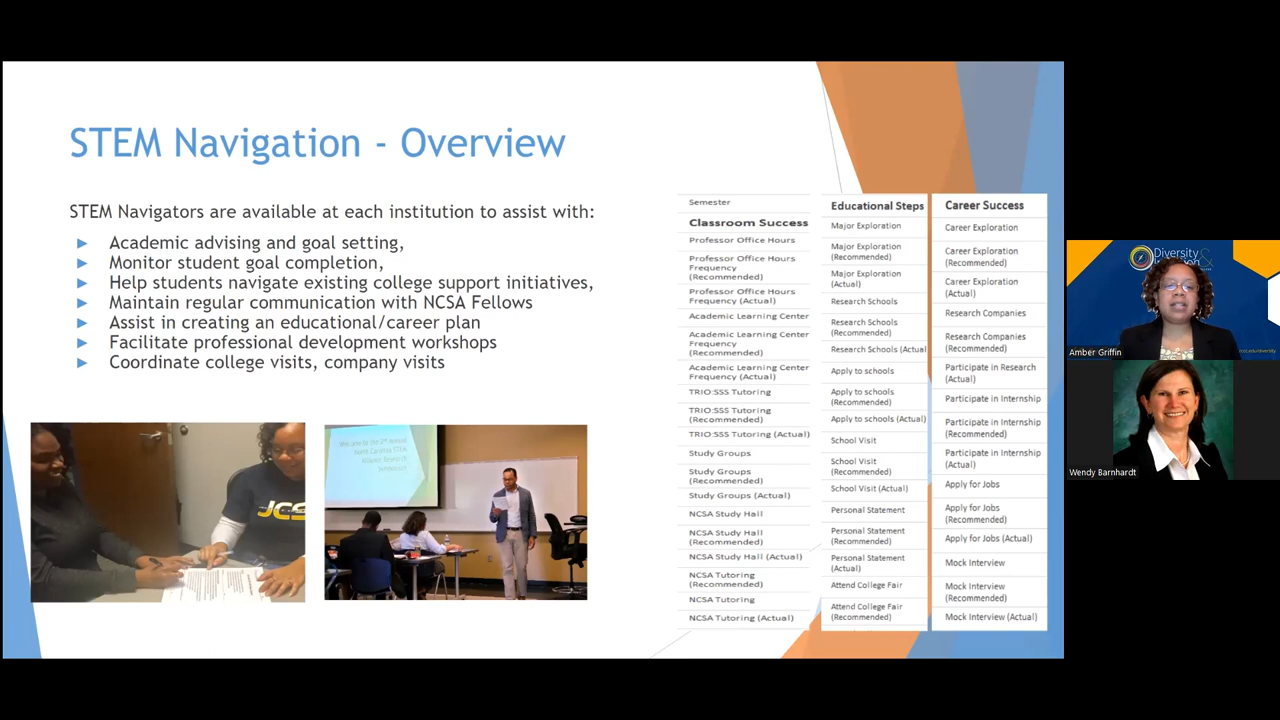 STEM Navigation - Overview
STEM Navigators are available at each institution to assist with:
Academic advising and goal setting,
Monitor student goal completion,
Help students navigate existing college support initiatives,
Maintain regular communication with NCSA Fellows
Assist in creating an educational/career plan
Facilitate professional development workshops
Coordinate college visits, company visits
Welcome to the 2nd Annual
North Carolina STEM
Alliance
JCS
Semester
Classroom Success
Professor Office Hours
Professor Office Hours
Frequency
(Recommended)
Professor Office Hours
Frequency (Actual)
Academic Learning Center
Academic Learning Center
Frequency
(Recommended)
Academic Learning Center
Frequency (Actual)
TRIO:SSS Tutoring
TRIO:SSS Tutoring
(Recommended)
TRIO:SSS Tutoring (Actual)
Study Groups
Study Groups
(Recommended)
Study Groups (Actual)
NCSA Study Hall
NCSA Study Hall
(Recommended)
NCSA Study Hall (Actual)
NCSA Tutoring
(Recommended)
NCSA Tutoring
NCSA Tutoring (Actual)
Educational Steps
Major Exploration
Major Exploration
(Recommended)
Major Exploration
(Actual)
Research Schools
Research Schools
(Recommended)
Research Schools (Actual
Apply to schools
Apply to schools
(Recommended)
Apply to schools (Actual)
School Visit
School Visit
(Recommended)
School Visit (Actual)
Personal Statement
Personal Statement
(Recommended)
Personal Statement
(Actual)
Attend College Fair
Attend College Fair
(Recommended)
Career Success
Career Exploration
Career Exploration
(Recommended)
Career Exploration
(Actual)
Research Companies
Research Companies
(Recommended)
Participate in Research
(Actual)
Participate in Internship
Participate in Internship
(Recommended)
Participate in Internship
(Actual)
Apply for Jobs
Apply for Jobs
(Recommended)
Apply for Jobs (Actual)
Mock Interview
Mock Interview
(Recommended)
Mock Interview (Actual)
Diversity &
Amber Griffin
Wendy Barnhardt